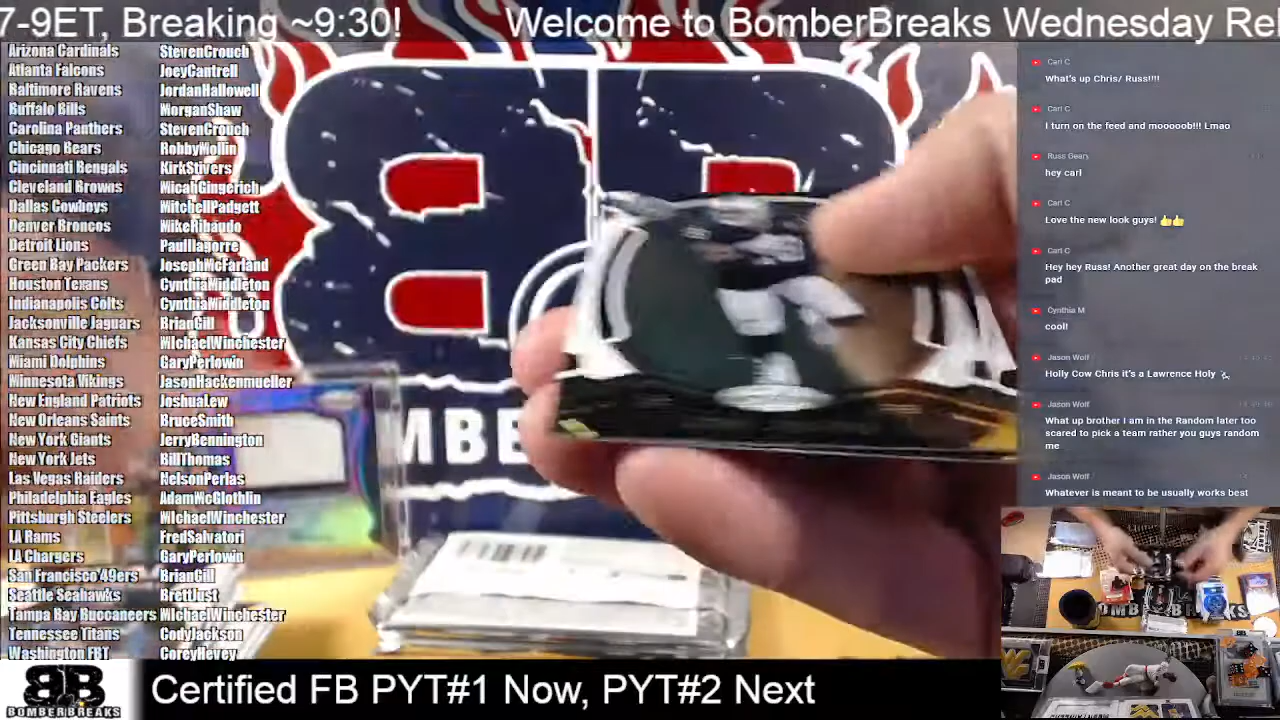 7-9ET, Breaking ~9:30!
Welcome to BomberBreaks Wednesday Rel
Arizona Cardinals StevenCrouch
Atlanta Falcons JoeyCantrell
Baltimore Ravens JordanHallowell
Buffalo Bills MorganShaw
Carolina Panthers StevenCrouch
Chicago Bears RobbyMollin
Cincinnati Bengals KirkStivers
Cleveland Browns MicahGingerich
Dallas Cowboys MitchellPadgett
Denver Broncos MikeRibaudo
Detroit Lions PaulIagorre
Green Bay Packers JosephMcFarland
Houston Texans CynthiaMiddleton
Indianapolis Colts CynthiaMiddleton
Jacksonville Jaguars BrianGill
Kansas City Chiefs MIchaelWinchester
Miami Dolphins GaryPerlowin
Minnesota Vikings JasonHackenmueller
New England Patriots JoshuaLew
New Orleans Saints BruceSmith
New York Giants JerryBennington
New York Jets BillThomas
Las Vegas Raiders NelsonPerlas
Philadelphia Eagles AdamMcGlothlin
Pittsburgh Steelers MIchaelWinchester
LA Rams FredSalvatori
LA Chargers GaryPerlowin
San Francisco 49ers BrianGill
Seattle Seahawks BrettJust
Tampa Bay Buccaneers MIchaelWinchester
Tennessee Titans CodyJackson
Washington FBT CoreyHevey
BB
OMBE
Carl C
What's up Chris/ Russ!!!!
Carl C
I turn on the feed and mooooob!!! Lmao
Russ Gears
hey carl
Carl C
Love the new look guys! 👍👍
Carl C
Hey hey Russ! Another great day on the break
pad
Cynthia M
cool!
Jason Wolf
Holly Cow Chris it's a Lawrence Holy
Jason Wolf
What up brother I am in the Random later too
scared to pick a team rather you guys random
me
Jason Wolf
Whatever is meant to be usually works best
BOMBERBREAKS
BB
BOMBERBREAKS
Certified FB PYT#1 Now, PYT#2 Next